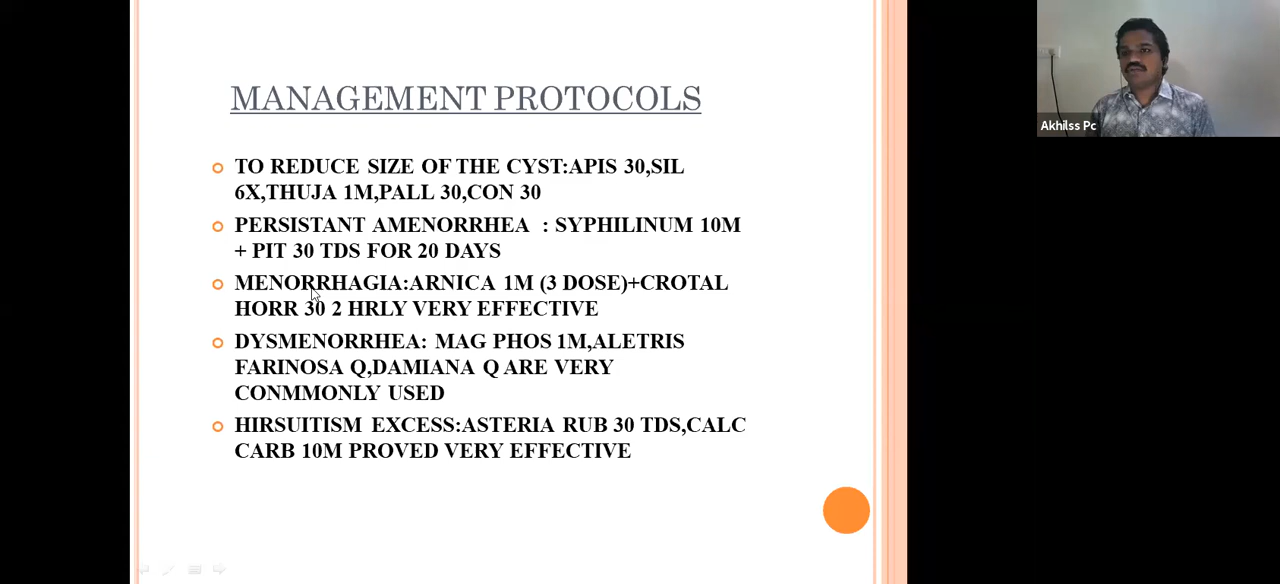 MANAGEMENT PROTOCOLS
TO REDUCE SIZE OF THE CYST:APIS 30,SIL
6X,THUJA 1M,PALL 30,CON 30
PERSISTANT AMENORRHEA : SYPHILINUM 10M
+ PIT 30 TDS FOR 20 DAYS
MENORRHAGIA:ARNICA 1M (3 DOSE)+CROTAL
HORR 30 2 HRLY VERY EFFECTIVE
DYSMENORRHEA: MAG PHOS 1M,ALETRIS
FARINOSA Q,DAMIANA Q ARE VERY
CONMMONLY USED
HIRSUITISM EXCESS:ASTERIA RUB 30 TDS,CALC
CARB 10M PROVED VERY EFFECTIVE
Akhilss Pc